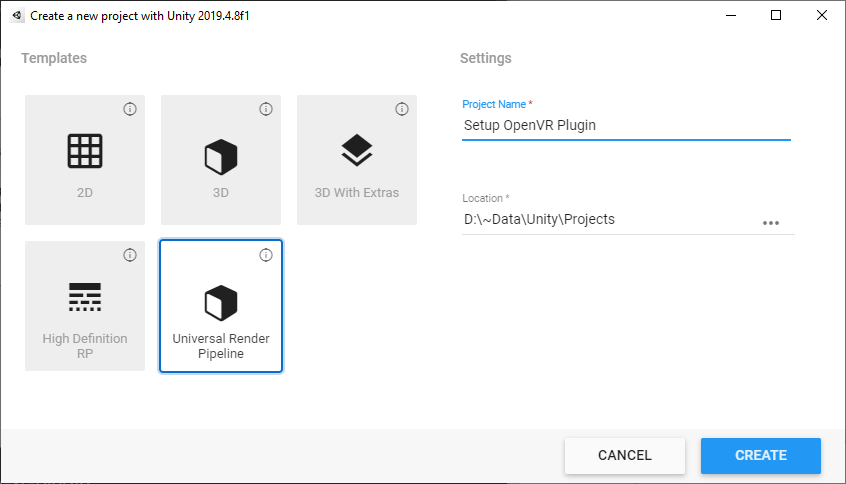 Create a new project with Unity 2019.4.8f1
Templates
Settings
2D
3D
3D With Extras
High Definition
RP
Universal Render
Pipeline
Project Name *
Setup OpenVR Plugin
Location *
D:\~Data\Unity\Projects
CANCEL
CREATE